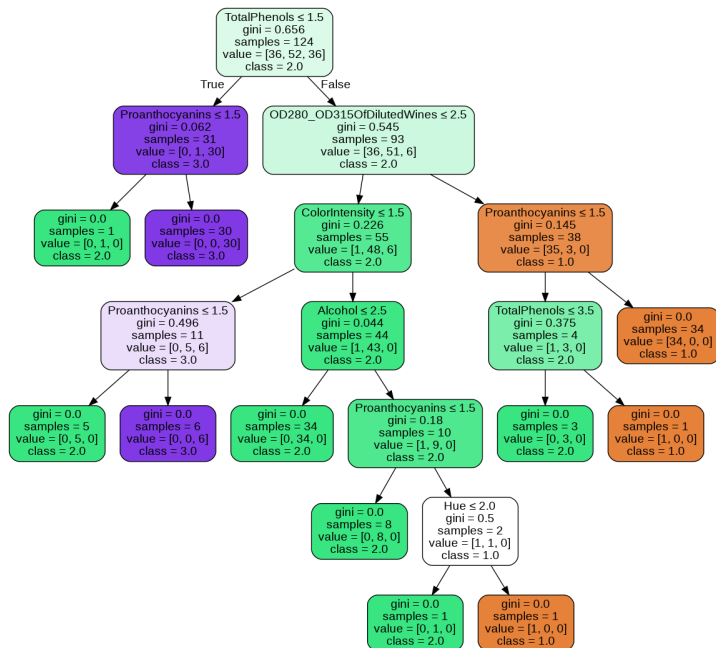 TotalPhenols ≤ 1.5
gini = 0.656
samples = 124
value = [36, 52, 36]
class = 2.0
True
False
Proanthocyanins ≤ 1.5
gini = 0.062
samples = 31
value = [0, 1, 30]
class = 3.0
OD280_OD315OfDilutedWines ≤ 2.5
gini = 0.545
samples = 93
value = [36, 51, 6]
class = 2.0
gini = 0.0
samples = 1
value = [0, 1, 0]
class = 2.0
gini = 0.0
samples = 30
value = [0, 0, 30]
class = 3.0
ColorIntensity ≤ 1.5
gini = 0.226
samples = 55
value = [1, 48, 6]
class = 2.0
Proanthocyanins ≤ 1.5
gini = 0.145
samples = 38
value = [35, 3, 0]
class = 1.0
Proanthocyanins ≤ 1.5
gini = 0.496
samples = 11
value = [0, 5, 6]
class = 3.0
Alcohol ≤ 2.5
gini = 0.044
samples = 44
value = [1, 43, 0]
class = 2.0
TotalPhenols ≤ 3.5
gini = 0.375
samples = 4
value = [1, 3, 0]
class = 2.0
gini = 0.0
samples = 34
value = [34, 0, 0]
class = 1.0
gini = 0.0
samples = 5
value = [0, 5, 0]
class = 2.0
gini = 0.0
samples = 6
value = [0, 0, 6]
class = 3.0
gini = 0.0
samples = 34
value = [0, 34, 0]
class = 2.0
Proanthocyanins ≤ 1.5
gini = 0.18
samples = 10
value = [1, 9, 0]
class = 2.0
gini = 0.0
samples = 3
value = [0, 3, 0]
class = 2.0
gini = 0.0
samples = 1
value = [1, 0, 0]
class = 1.0
gini = 0.0
samples = 8
value = [0, 8, 0]
class = 2.0
Hue ≤ 2.0
gini = 0.5
samples = 2
value = [1, 1, 0]
class = 1.0
gini = 0.0
samples = 1
value = [0, 1, 0]
class = 2.0
gini = 0.0
samples = 1
value = [1, 0, 0]
class = 1.0